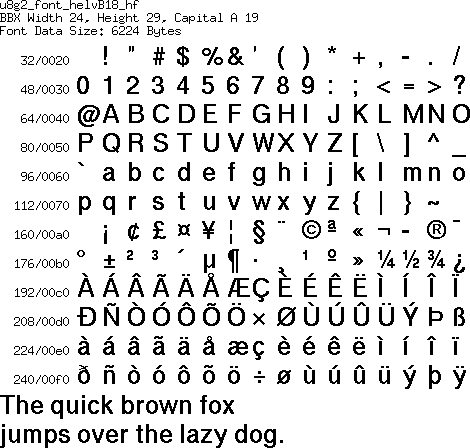 u8g2_font_helvB18_hf
BBX Width 24, Height 29, Capital A 19
Font Data Size: 6224 Bytes
32/0020 ! " # $ % & ' ( ) * + , - . /
48/0030 0 1 2 3 4 5 6 7 8 9 : ; < = > ?
64/0040 @ A B C D E F G H I J K L M N O
80/0050 P Q R S T U V W X Y Z [ \ ] ^ _
96/0060 ` a b c d e f g h i j k l m n o
112/0070 p q r s t u v w x y z { | } ~
160/00a0 ¡ ¢ £ ¤ ¥ ¦ § ¨ © ª « ¬ - ® ¯
176/00b0 ° ± ² ³ ´ µ ¶ · ¸ ¹ º » ¼ ½ ¾ ¿
192/00c0 À Á Â Ã Ä Å Æ Ç È É Ê Ë Ì Í Î Ï
208/00d0 Ð Ñ Ò Ó Ô Õ Ö × Ø Ù Ú Û Ü Ý Þ ß
224/00e0 à á â ã ä å æ ç è é ê ë ì í î ï
240/00f0 ð ñ ò ó ô õ ö ÷ ø ù ú û ü ý þ ÿ
The quick brown fox
jumps over the lazy dog.